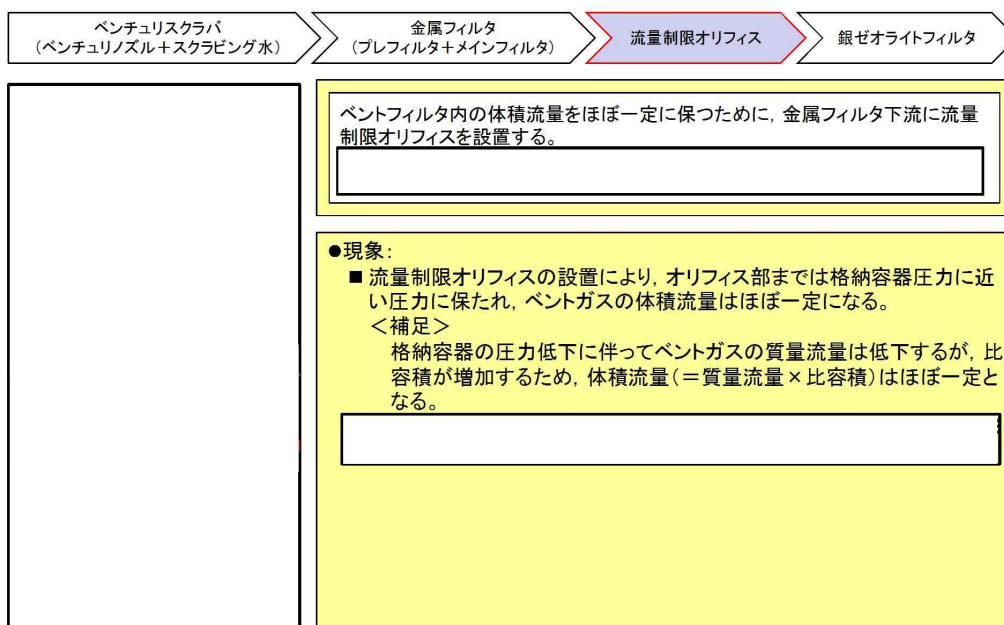 ベンチュリスクラバ
（ベンチュリノズル＋スクラビング水）
金属フィルタ
（プレフィルタ＋メインフィルタ）
流量制限オリフィス
銀ゼオライトフィルタ
ベントフィルタ内の体積流量をほぼ一定に保つために，金属フィルタ下流に流量
制限オリフィスを設置する。
●現象：
■ 流量制限オリフィスの設置により，オリフィス部までは格納容器圧力に近
い圧力に保たれ，ベントガスの体積流量はほぼ一定になる。
＜補足＞
格納容器の圧力低下に伴ってベントガスの質量流量は低下するが，比
容積が増加するため，体積流量（＝質量流量×比容積）はほぼ一定と
なる。